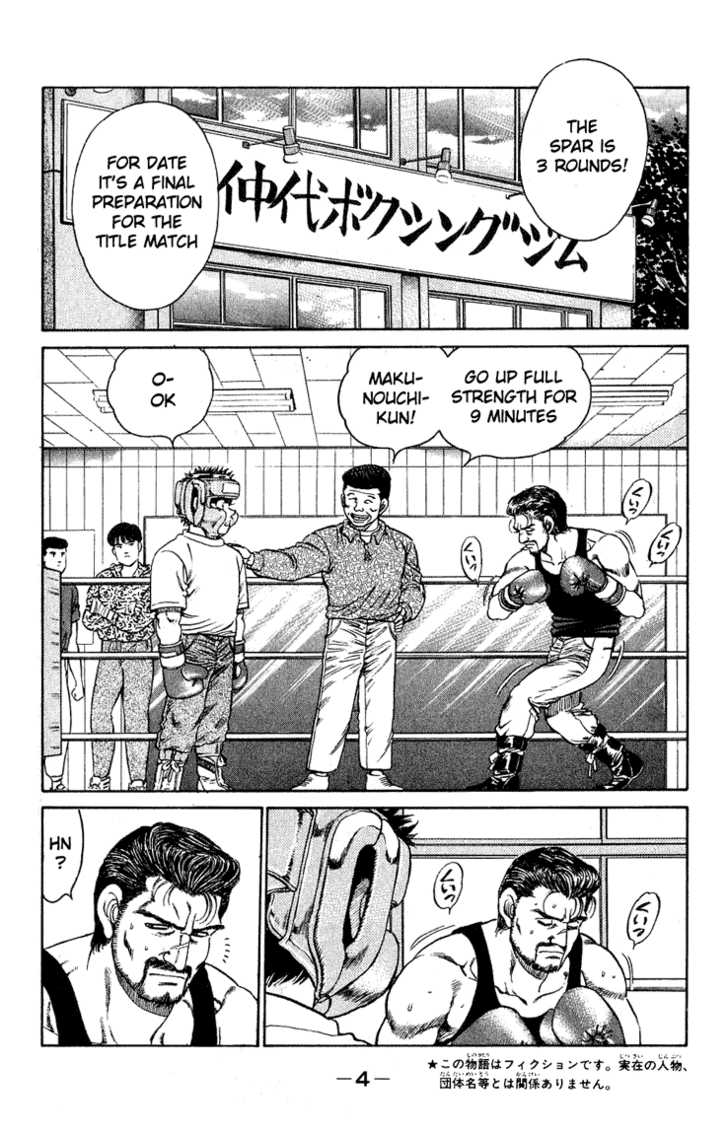 THE
SPAR IS
3 ROUNDS!
FOR DATE
IT'S A FINAL
PREPARATION
FOR THE
TITLE MATCH
仲代ボクシングジム
GO UP FULL
STRENGTH FOR
9 MINUTES
MAKU-
NOUCHI-
KUN!
O-
OK
くいっ
くいっ
くいっ
くいっ
くいっ
HN
?
★この物語はフィクションです。実在の人物、
団体名等とは関係ありません。
—4—